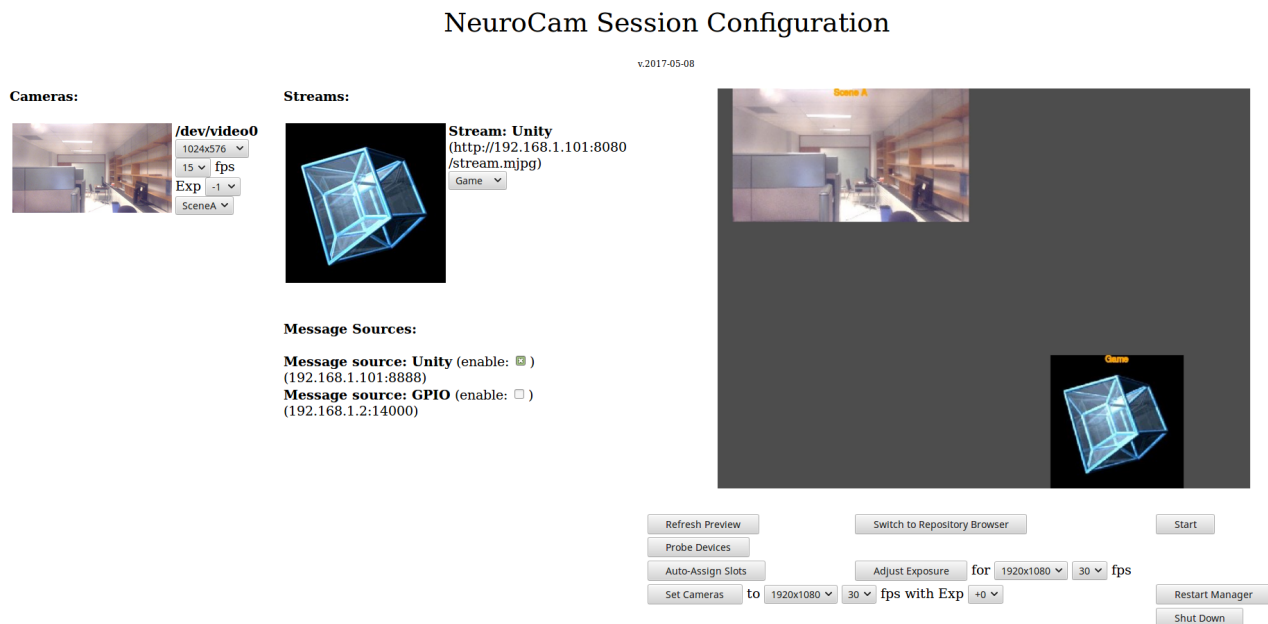 NeuroCam Session Configuration
v.2017-05-08
Cameras:
/dev/video0
1024x576
15 fps
Exp -1
SceneA
Streams:
Stream: Unity
(http://192.168.1.101:8080
/stream.mjpg)
Game
Message Sources:
Message source: Unity (enable: )
(192.168.1.101:8888)
Message source: GPIO (enable: )
(192.168.1.2:14000)
Scene A
Game
Refresh Preview Switch to Repository Browser Start
Probe Devices
Auto-Assign Slots Adjust Exposure for 1920x1080 30 fps
Set Cameras to 1920x1080 30 fps with Exp +0 Restart Manager
Shut Down